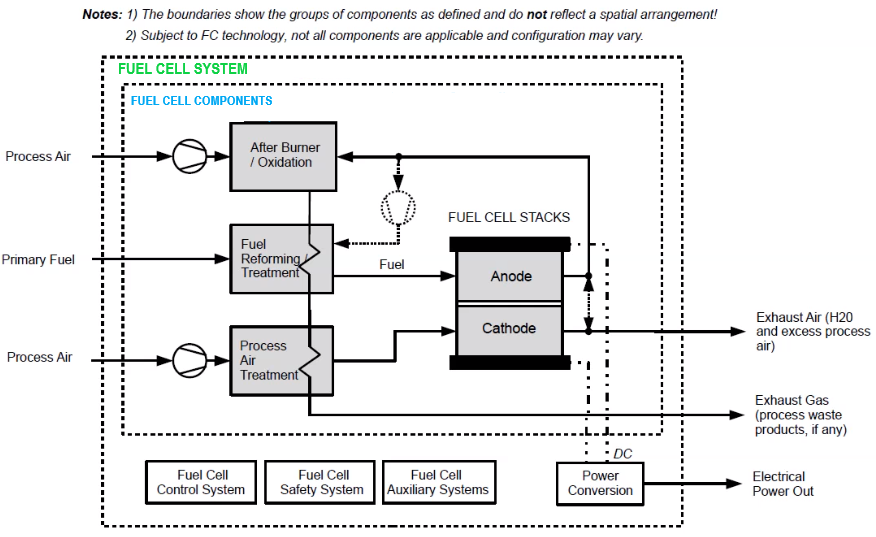 Notes: 1) The boundaries show the groups of components as defined and do not reflect a spatial arrangement!
2) Subject to FC technology, not all components are applicable and configuration may vary.
FUEL CELL SYSTEM
FUEL CELL COMPONENTS
Process Air
After Burner
/ Oxidation
FUEL CELL STACKS
Primary Fuel
Fuel
Reforming /
Treatment
Fuel
Anode
Cathode
Exhaust Air (H20
and excess process
air)
Process Air
Process
Air
Treatment
Exhaust Gas
(process waste
products, if any)
DC
Fuel Cell
Control System
Fuel Cell
Safety System
Fuel Cell
Auxiliary Systems
Power
Conversion
Electrical
Power Out